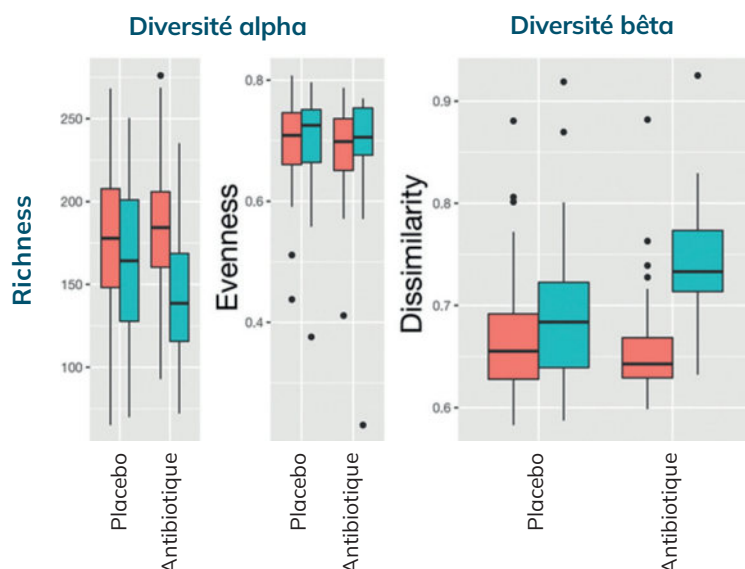 Diversité alpha
Richness
250
200
150
100
Placebo
Antibiotique
Evenness
0.8
0.6
0.4
Placebo
Antibiotique
Diversité bêta
Dissimilarity
0.9
0.8
0.7
0.6
Placebo
Antibiotique